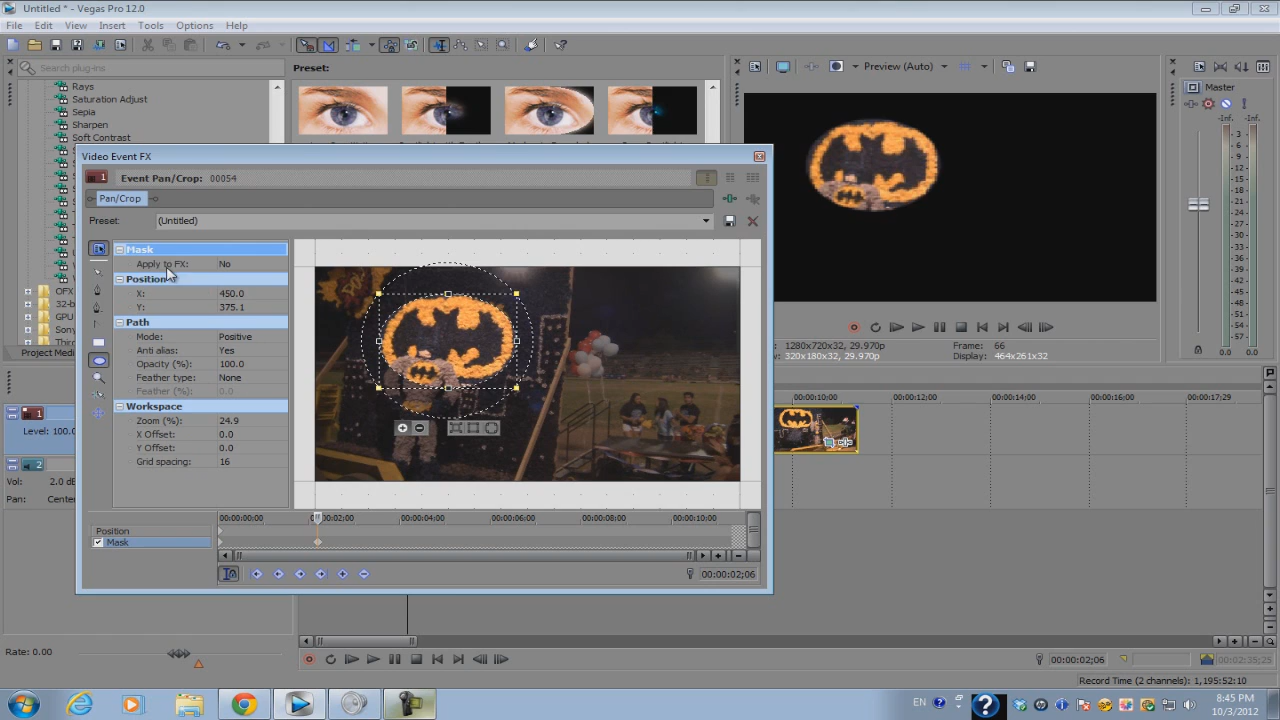 Untitled * - Vegas Pro 12.0
File Edit View Insert Tools Options Help
Search plug-ins
Preset:
Preview (Auto)
Master
Rays
Saturation Adjust
Sepia
Sharpen
Soft Contrast
-Inf. -Inf.
Video Event FX
1 Event Pan/Crop: 00054
Pan/Crop
Preset: (Untitled)
Mask
Apply to FX: No
Position
X: 450.0
Y: 375.1
Path
Mode: Positive
Anti alias: Yes
Opacity (%): 100.0
Feather type: None
Feather (%): 0.0
Workspace
Zoom (%): 24.9
X Offset: 0.0
Y Offset: 0.0
Grid spacing: 16
OFX
32-b
GPU
Sony
Third
Project Medi
3
6
9
12
15
18
21
24
27
30
33
36
39
42
45
48
51
54
57
0.0 0.0
1280x720x32, 29.970p Frame: 66
320x180x32, 29.970p Display: 464x261x32
1
Level: 100.0
2
Vol: 2.0 dB
Pan: Center
00:00:10:00 00:00:12:00 00:00:14:00 00:00:16:00 00:00:17:29
00:00:00:00 00:00:02:00 00:00:04:00 00:00:06:00 00:00:08:00 00:00:10:00
Position
Mask
00:00:02;06
Rate: 0.00
00:00:02;06 00:02:35;25
Record Time (2 channels): 1,195:52:10
EN
8:45 PM
10/3/2012